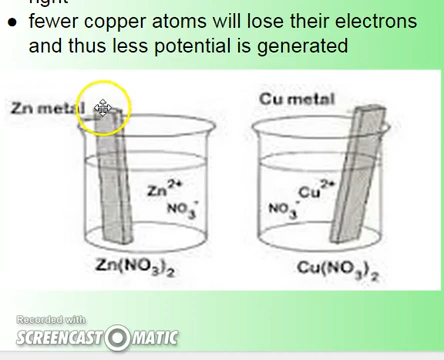 right
● fewer copper atoms will lose their electrons
and thus less potential is generated
Zn metal
Cu metal
Zn²⁺
NO₃⁻
Cu²⁺
NO₃⁻
Zn(NO₃)₂
Cu(NO₃)₂
Recorded with
SCREENCAST O MATIC